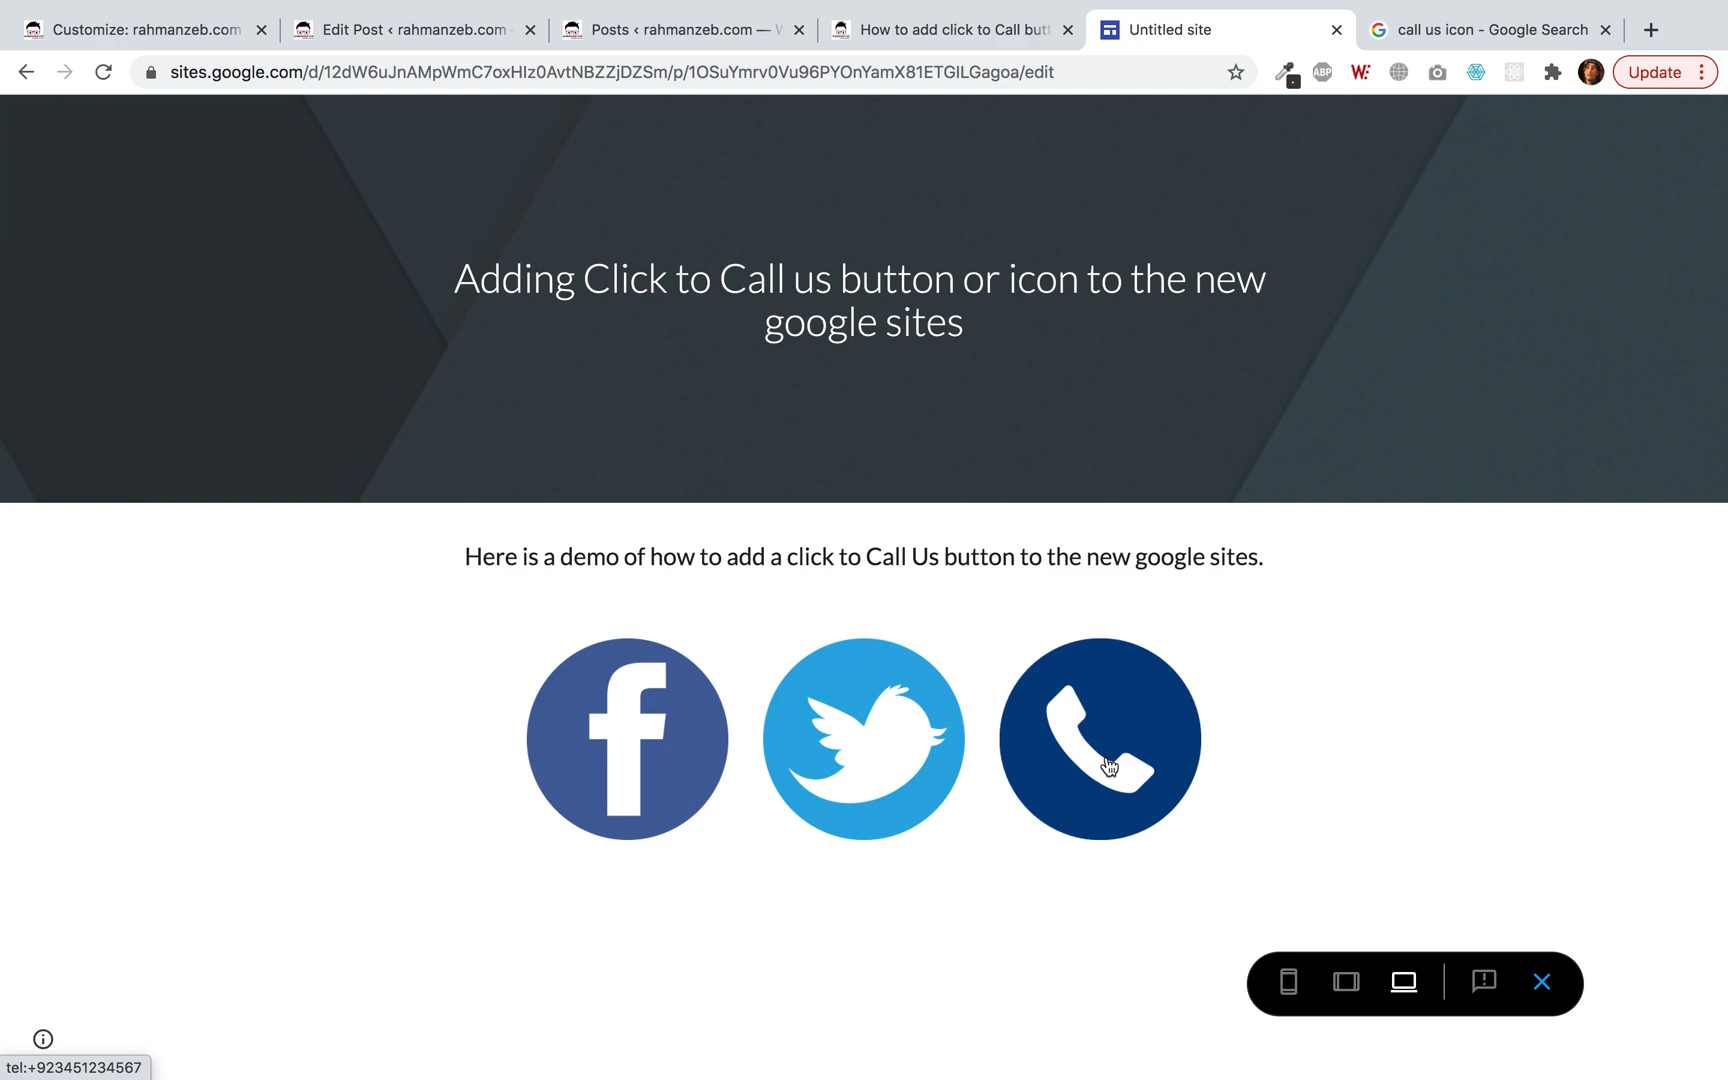 Customize: rahmanzeb.com
Edit Post ‹ rahmanzeb.com
Posts ‹ rahmanzeb.com —
How to add click to Call butt
Untitled site
call us icon - Google Search
sites.google.com/d/12dW6uJnAMpWmC7oxHIz0AvtNBZZjDZSm/p/1OSuYmrv0Vu96PYOnYamX81ETGILGagoa/edit
ABP
W:
Update
Adding Click to Call us button or icon to the new
google sites
Here is a demo of how to add a click to Call Us button to the new google sites.
f
tel:+923451234567